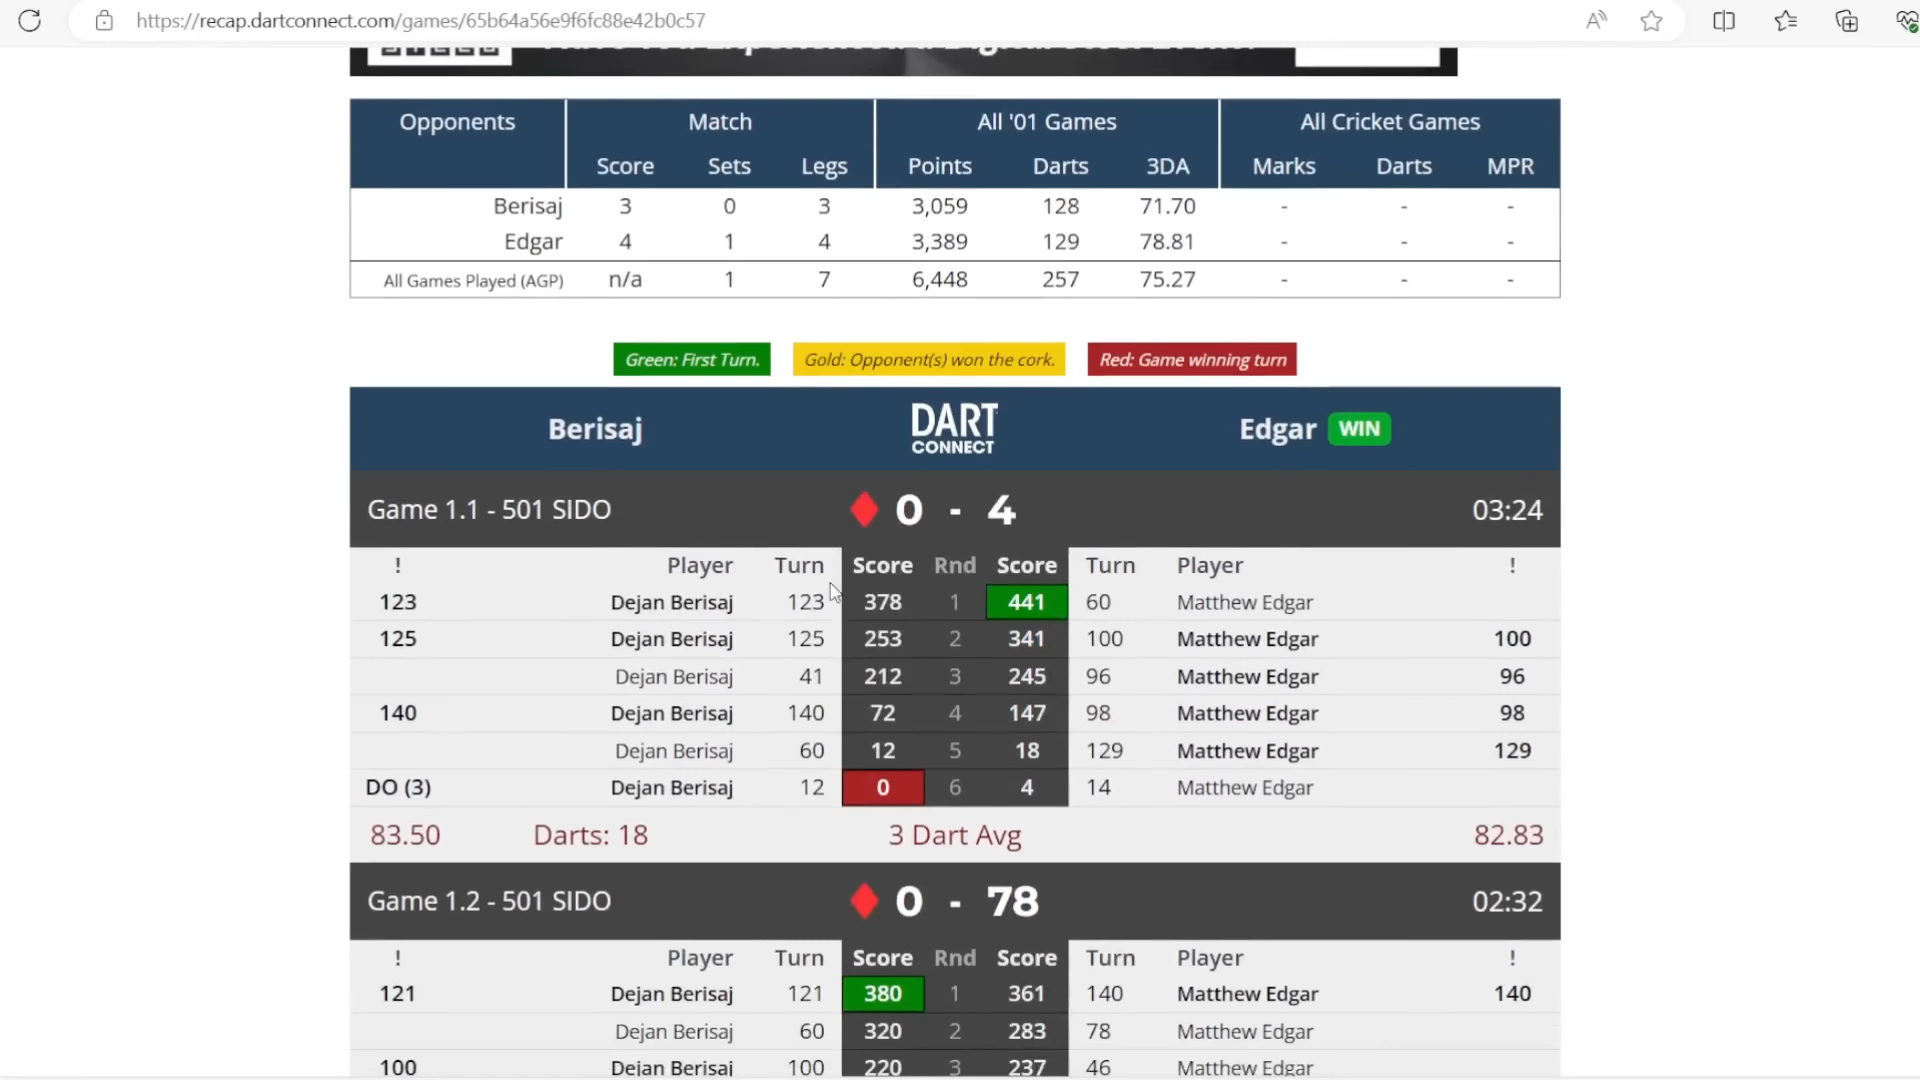 https://recap.dartconnect.com/games/65b64a56e9f6fc88e42b0c57
Opponents Match All '01 Games All Cricket Games
Score Sets Legs Points Darts 3DA Marks Darts MPR
Berisaj 3 0 3 3,059 128 71.70 - - -
Edgar 4 1 4 3,389 129 78.81 - - -
All Games Played (AGP) n/a 1 7 6,448 257 75.27 - - -
Green: First Turn. Gold: Opponent(s) won the cork. Red: Game winning turn
Berisaj DART CONNECT Edgar WIN
Game 1.1 - 501 SIDO 0 - 4 03:24
! Player Turn Score Rnd Score Turn Player !
123 Dejan Berisaj 123 378 1 441 60 Matthew Edgar
125 Dejan Berisaj 125 253 2 341 100 Matthew Edgar 100
Dejan Berisaj 41 212 3 245 96 Matthew Edgar 96
140 Dejan Berisaj 140 72 4 147 98 Matthew Edgar 98
Dejan Berisaj 60 12 5 18 129 Matthew Edgar 129
DO (3) Dejan Berisaj 12 0 6 4 14 Matthew Edgar
83.50 Darts: 18 3 Dart Avg 82.83
Game 1.2 - 501 SIDO 0 - 78 02:32
! Player Turn Score Rnd Score Turn Player !
121 Dejan Berisaj 121 380 1 361 140 Matthew Edgar 140
Dejan Berisaj 60 320 2 283 78 Matthew Edgar
100 Dejan Berisaj 100 220 3 237 46 Matthew Edgar